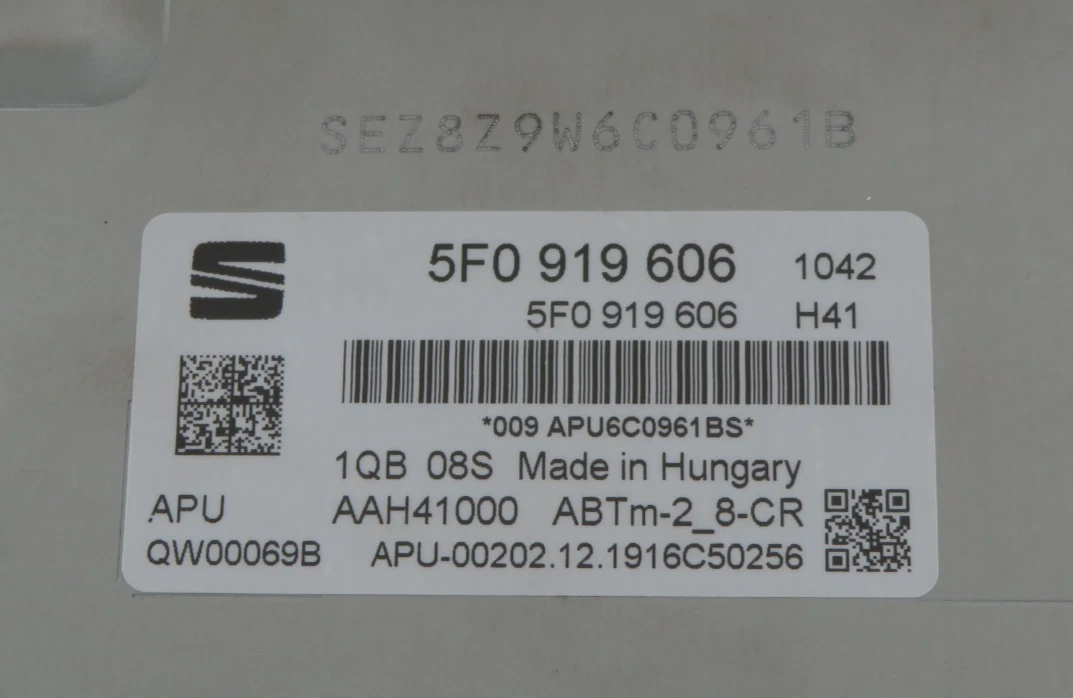 SEZ8Z9W6C0961B
5F0 919 606 1042
5F0 919 606 H41
*009 APU6C0961BS*
1QB 08S Made in Hungary
APU AAH41000 ABTm-2_8-CR
QW00069B APU-00202.12.1916C50256